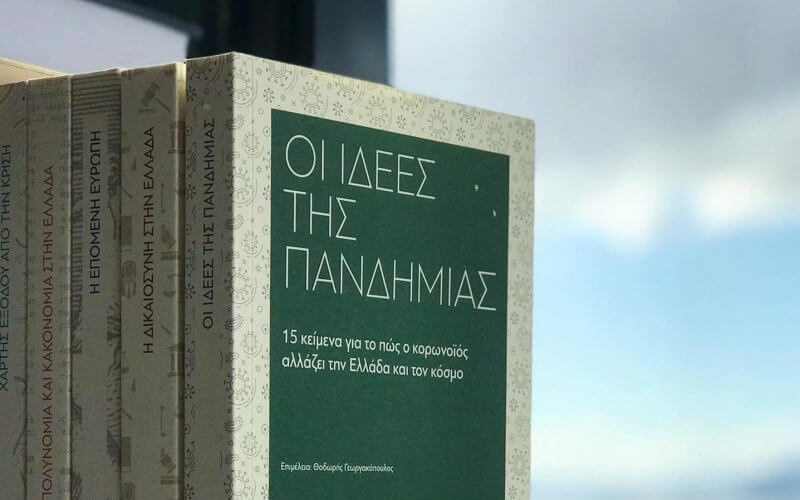 ΧΑΡΤΗΣ ΕΞΟΔΟΥ ΑΠΟ ΤΗΝ ΚΡΙΣΗ
ΠΟΛΥΝΟΜΙΑ ΚΑΙ ΚΑΚΟΝΟΜΙΑ ΣΤΗΝ ΕΛΛΑΔΑ
Η ΕΠΟΜΕΝΗ ΕΥΡΩΠΗ
Η ΔΙΚΑΙΟΣΥΝΗ ΣΤΗΝ ΕΛΛΑΔΑ
ΟΙ ΙΔΕΕΣ ΤΗΣ ΠΑΝΔΗΜΙΑΣ
ΟΙ ΙΔΕΕΣ
ΤΗΣ
ΠΑΝΔΗΜΙΑΣ
15 κείμενα για το πώς ο κορωνοϊός
αλλάζει την Ελλάδα και τον κόσμο
Επιμέλεια: Θοδωρής Γεωργακόπουλος